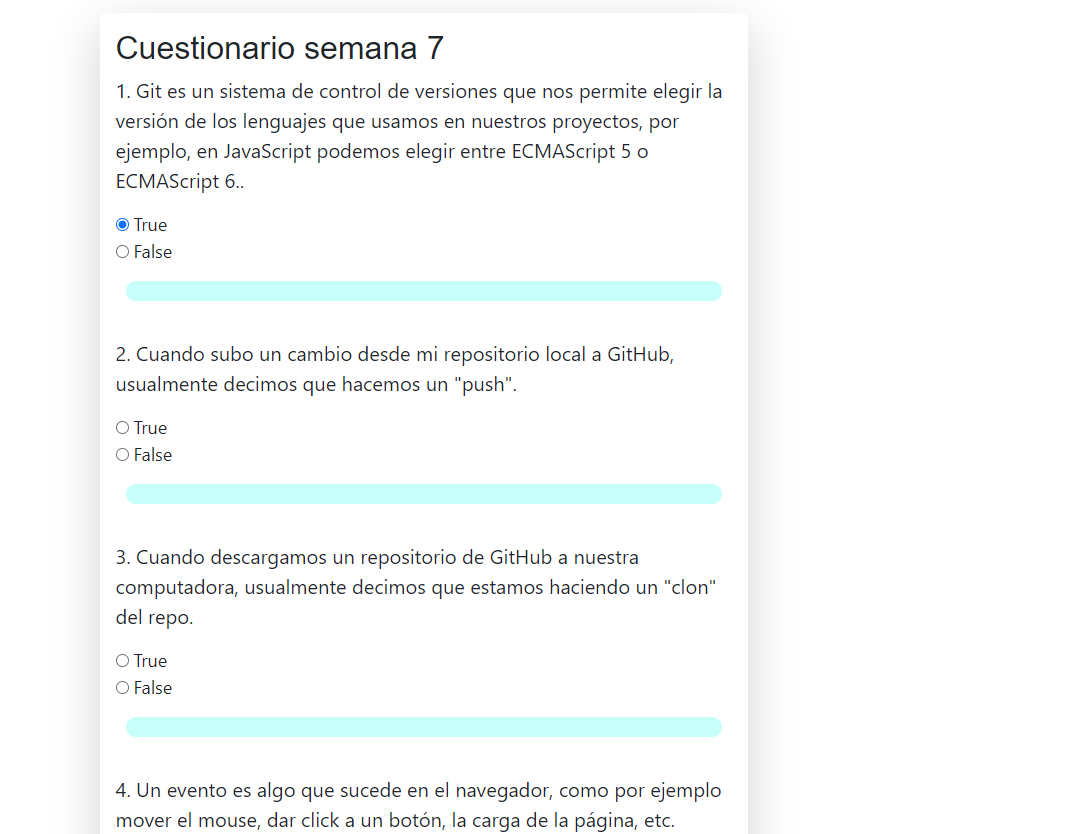 Cuestionario semana 7
1. Git es un sistema de control de versiones que nos permite elegir la
versión de los lenguajes que usamos en nuestros proyectos, por
ejemplo, en JavaScript podemos elegir entre ECMAScript 5 o
ECMAScript 6..
True
False
2. Cuando subo un cambio desde mi repositorio local a GitHub,
usualmente decimos que hacemos un "push".
True
False
3. Cuando descargamos un repositorio de GitHub a nuestra
computadora, usualmente decimos que estamos haciendo un "clon"
del repo.
True
False
4. Un evento es algo que sucede en el navegador, como por ejemplo
mover el mouse, dar click a un botón, la carga de la página, etc.